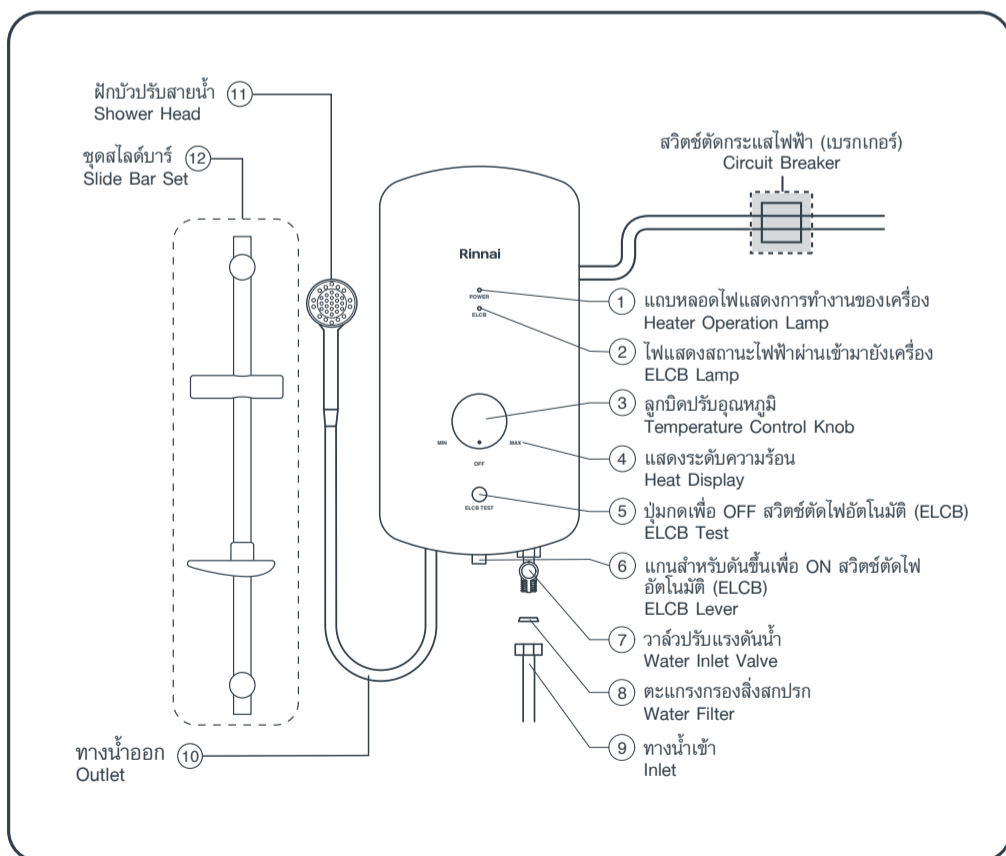 ฝักบัวปรับสายน้ำ 11
Shower Head
ชุดสไลด์บาร์ 12
Slide Bar Set
สวิตช์ตัดกระแสไฟฟ้า (เบรกเกอร์)
Circuit Breaker
Rinnai
POWER
ELCB
MIN
MAX
OFF
ELCB TEST
1 แถบหลอดไฟแสดงการทำงานของเครื่อง
Heater Operation Lamp
2 ไฟแสดงสถานะไฟฟ้าผ่านเข้ามายังเครื่อง
ELCB Lamp
3 ลูกบิดปรับอุณหภูมิ
Temperature Control Knob
4 แสดงระดับความร้อน
Heat Display
5 ปุ่มกดเพื่อ OFF สวิตช์ตัดไฟอัตโนมัติ (ELCB)
ELCB Test
6 แกนสำหรับดันขึ้นเพื่อ ON สวิตช์ตัดไฟ
อัตโนมัติ (ELCB)
ELCB Lever
7 วาล์วปรับแรงดันน้ำ
Water Inlet Valve
8 ตะแกรงกรองสิ่งสกปรก
Water Filter
9 ทางน้ำเข้า
Inlet
ทางน้ำออก 10
Outlet